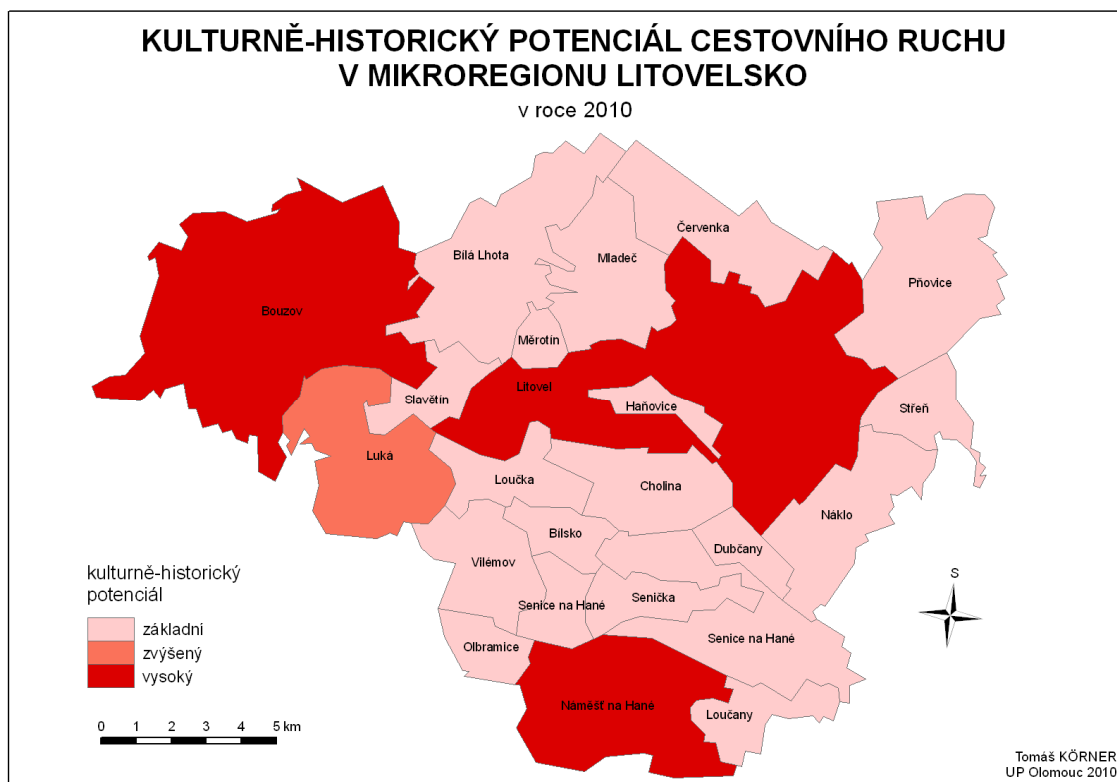 KULTURNĚ-HISTORICKÝ POTENCIÁL CESTOVNÍHO RUCHU
V MIKROREGIONU LITOVELSKO
v roce 2010
Červenka
Bílá Lhota
Mladeč
Pňovice
Bouzov
Měrotín
Litovel
Slavětín
Haňovice
Střeň
Luká
Loučka
Cholina
Náklo
Bílsko
Dubčany
Vilémov
Senička
Senice na Hané
Senice na Hané
Olbramice
Náměšť na Hané
Loučany
kulturně-historický
potenciál
základní
zvýšený
vysoký
0 1 2 3 4 5 km
S
Tomáš KÖRNER
UP Olomouc 2010